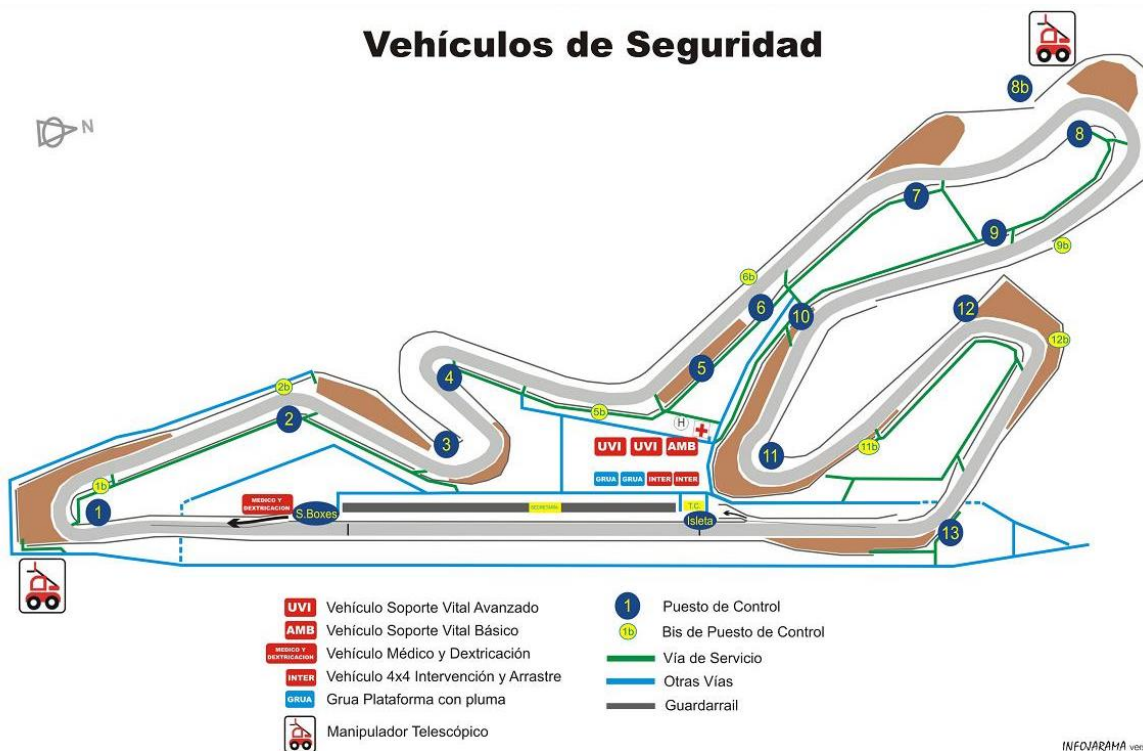 Vehículos de Seguridad
N
8b
8
7
9
9b
6b
6
10
12
12b
5
4
2b
5b
H
2
3
UVI UVI AMB
11b
11
GRUA GRUA INTER INTER
1b
1
MEDICO Y
DEXTRICACION
S.Boxes
SECRETARIA
T.C.
Isleta
13
UVI Vehículo Soporte Vital Avanzado
AMB Vehículo Soporte Vital Básico
MEDICO Y
DEXTRICACION
Vehículo Médico y Dextricación
INTER Vehículo 4x4 Intervención y Arrastre
GRUA Grua Plataforma con pluma
Manipulador Telescópico
1 Puesto de Control
1b Bis de Puesto de Control
Vía de Servicio
Otras Vías
Guardarrail
INFOJARAMA